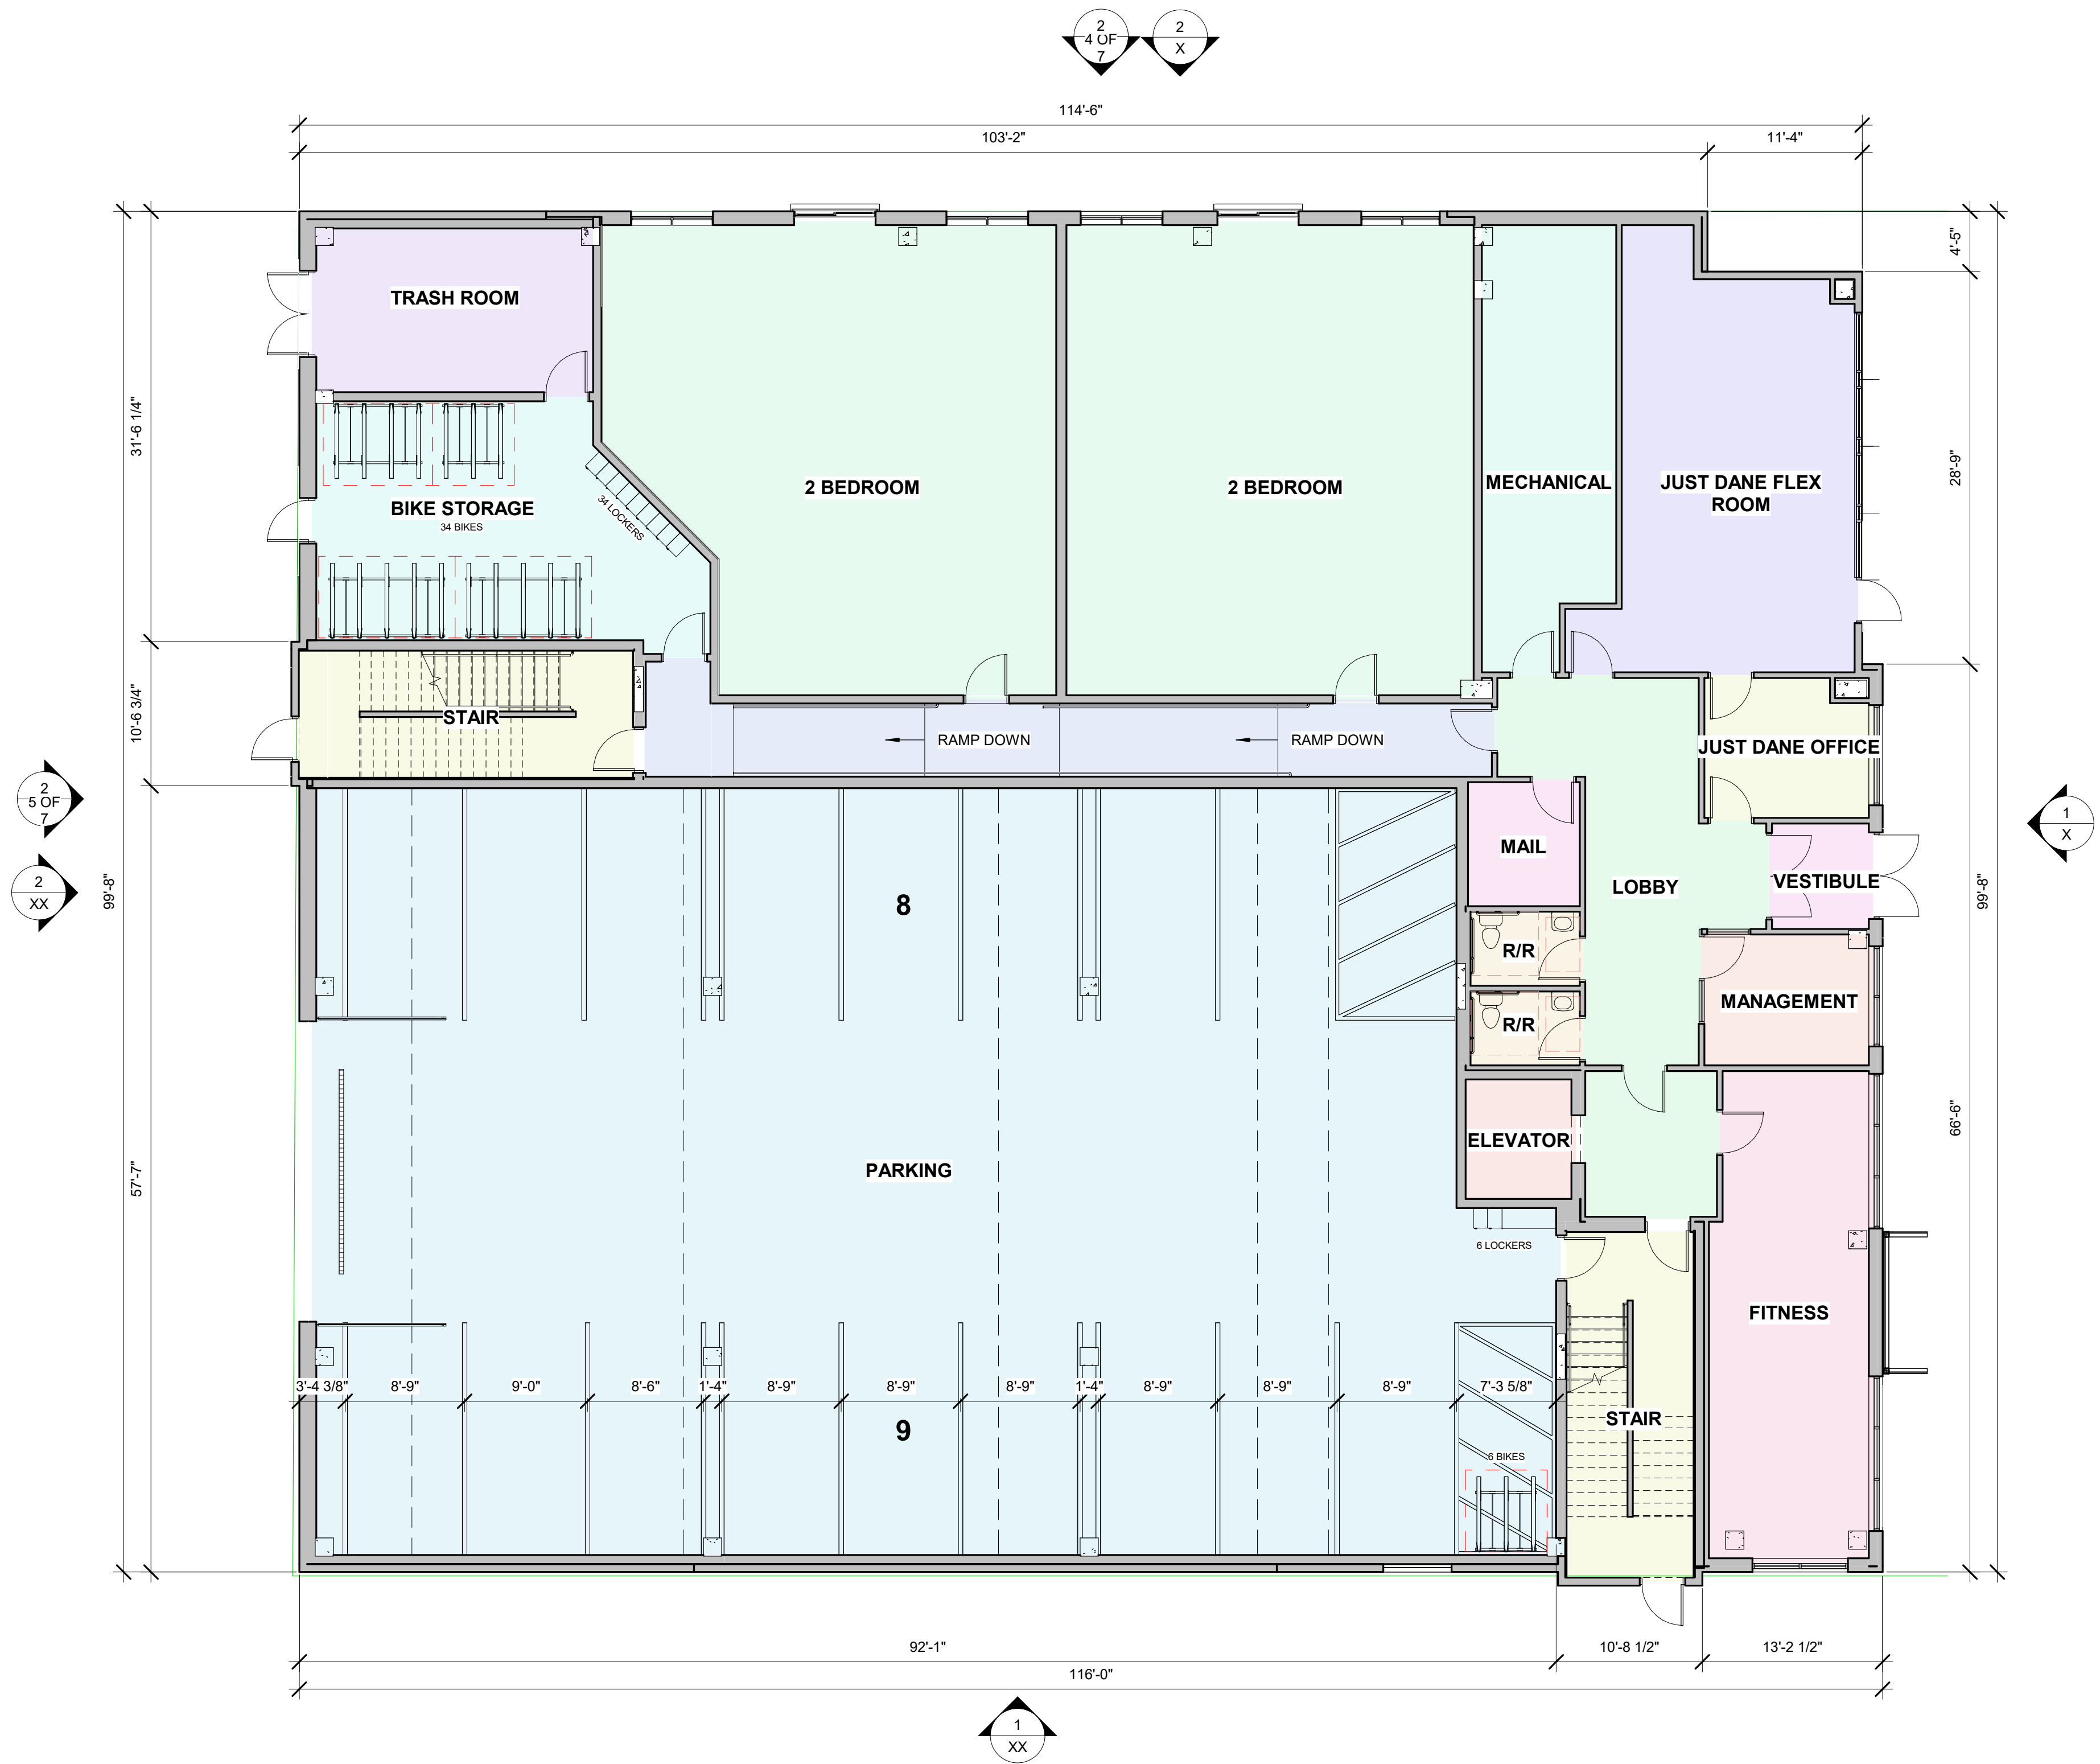 2
4 OF
7
2
X
114'-6"
103'-2"
11'-4"
4'-5"
TRASH ROOM
31'-6 1/4"
28'-9"
2 BEDROOM
2 BEDROOM
MECHANICAL
JUST DANE FLEX
ROOM
BIKE STORAGE
34 BIKES
34 LOCKERS
10'-6 3/4"
STAIR
RAMP DOWN
RAMP DOWN
JUST DANE OFFICE
2
5 OF
7
1
X
MAIL
2
XX
99'-8"
8
LOBBY
VESTIBULE
99'-8"
R/R
MANAGEMENT
R/R
57'-7"
PARKING
ELEVATOR
66'-6"
6 LOCKERS
FITNESS
3'-4 3/8"
8'-9"
9'-0"
8'-6"
1'-4"
8'-9"
8'-9"
8'-9"
1'-4"
8'-9"
8'-9"
8'-9"
7'-3 5/8"
9
STAIR
6 BIKES
92'-1"
10'-8 1/2"
13'-2 1/2"
116'-0"
1
XX